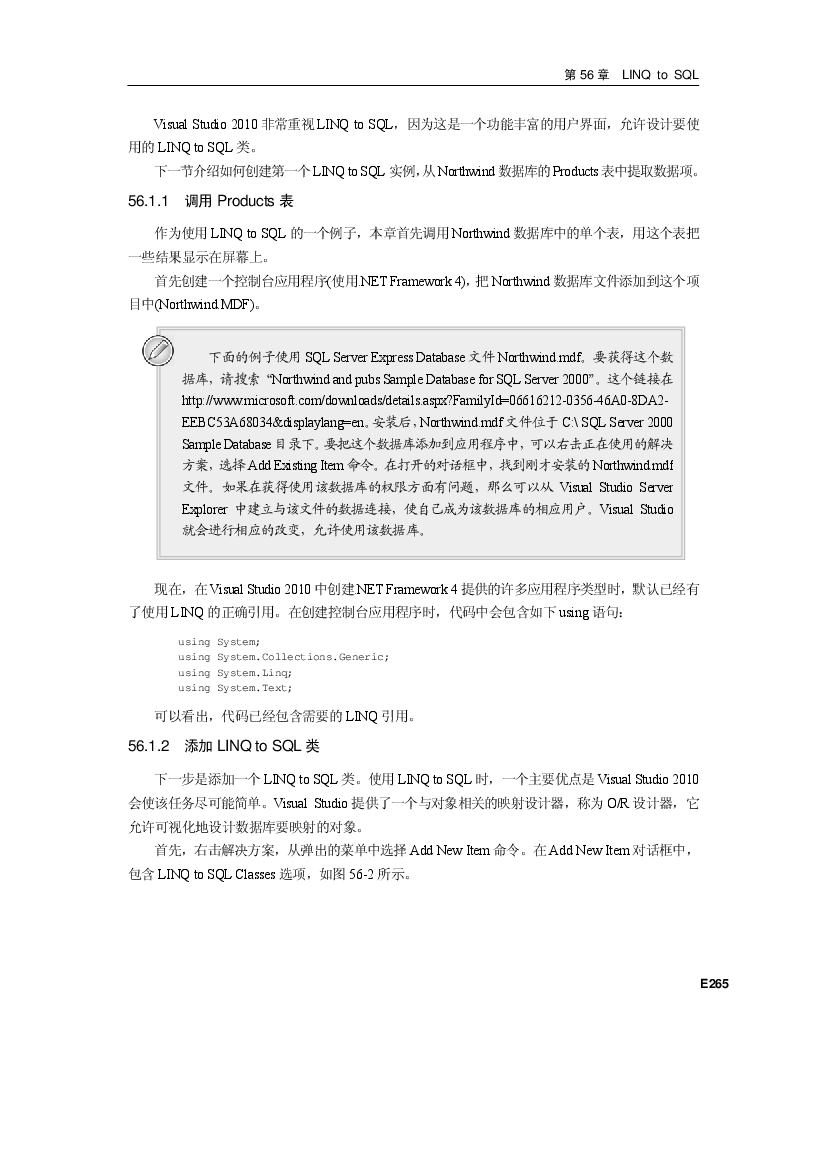 第 56 章 LINQ to SQL
Visual Studio 2010 非常重视 LINQ to SQL，因为这是一个功能丰富的用户界面，允许设计要使
用的 LINQ to SQL 类。
下一节介绍如何创建第一个 LINQ to SQL 实例，从 Northwind 数据库的 Products 表中提取数据项。
56.1.1 调用 Products 表
作为使用 LINQ to SQL 的一个例子，本章首先调用 Northwind 数据库中的单个表，用这个表把
一些结果显示在屏幕上。
首先创建一个控制台应用程序(使用.NET Framework 4)，把 Northwind 数据库文件添加到这个项
目中(Northwind.MDF)。
下面的例子使用 SQL Server Express Database 文件 Northwind.mdf。要获得这个数
据库，请搜索“Northwind and pubs Sample Database for SQL Server 2000”。这个链接在
http://www.microsoft.com/downloads/details.aspx?FamilyId=06616212-0356-46A0-8DA2-
EEBC53A68034&displaylang=en。安装后，Northwind.mdf 文件位于 C:\ SQL Server 2000
Sample Database 目录下。要把这个数据库添加到应用程序中，可以右击正在使用的解决
方案，选择 Add Existing Item 命令。在打开的对话框中，找到刚才安装的 Northwind.mdf
文件。如果在获得使用该数据库的权限方面有问题，那么可以从 Visual Studio Server
Explorer 中建立与该文件的数据连接，使自己成为该数据库的相应用户。Visual Studio
就会进行相应的改变，允许使用该数据库。
现在，在 Visual Studio 2010 中创建.NET Framework 4 提供的许多应用程序类型时，默认已经有
了使用 LINQ 的正确引用。在创建控制台应用程序时，代码中会包含如下 using 语句：
using System;
using System.Collections.Generic;
using System.Linq;
using System.Text;
可以看出，代码已经包含需要的 LINQ 引用。
56.1.2 添加 LINQ to SQL 类
下一步是添加一个 LINQ to SQL 类。使用 LINQ to SQL 时，一个主要优点是 Visual Studio 2010
会使该任务尽可能简单。Visual Studio 提供了一个与对象相关的映射设计器，称为 O/R 设计器，它
允许可视化地设计数据库要映射的对象。
首先，右击解决方案，从弹出的菜单中选择 Add New Item 命令。在 Add New Item 对话框中，
包含 LINQ to SQL Classes 选项，如图 56-2 所示。
E265